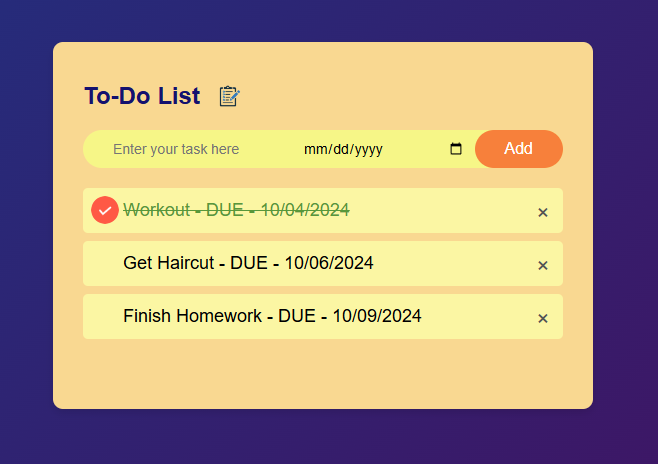 To-Do List
Enter your task here mm/dd/yyyy Add
Workout - DUE - 10/04/2024 ×
Get Haircut - DUE - 10/06/2024 ×
Finish Homework - DUE - 10/09/2024 ×